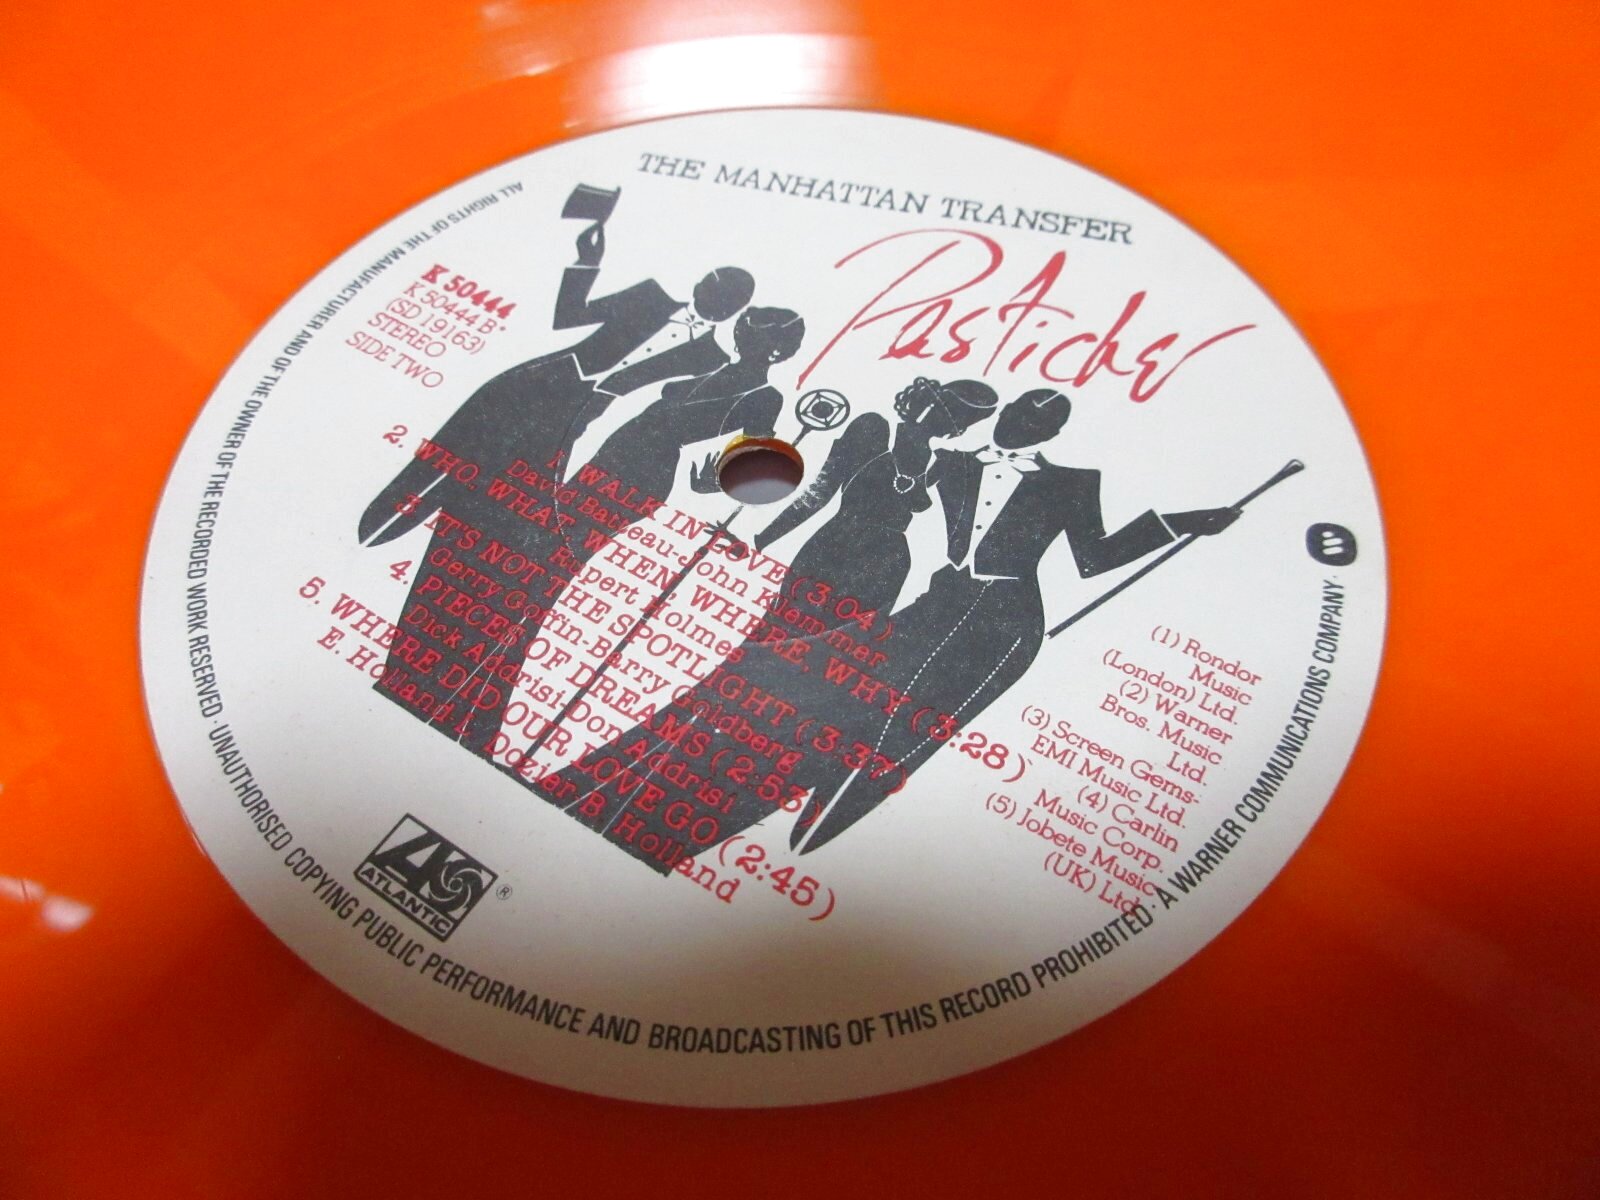 THE MANHATTAN TRANSFER
Pastiche
K 50444
K 50444 B*
(SD 19163)
STEREO
SIDE TWO
1. WALK IN LOVE (3:04)
David Batteau-John Klemmer
2. WHO, WHAT, WHEN, WHERE, WHY (3:28)
Rupert Holmes
3. IT'S NOT THE SPOTLIGHT (3:37)
Gerry Goffin-Barry Goldberg
4. PIECES OF DREAMS (2:53)
Dick Addrisi-Don Addrisi
5. WHERE DID OUR LOVE GO (2:45)
E. Holland-L. Dozier-B. Holland
(1) Rondor
Music
(London) Ltd.
(2) Warner
Bros. Music
Ltd.
(3) Screen Gems-
EMI Music Ltd.
(4) Carlin
Music Corp.
(5) Jobete Music
(UK) Ltd.
ATLANTIC ®
ALL RIGHTS OF THE MANUFACTURER AND OF THE OWNER OF THE RECORDED WORK RESERVED · UNAUTHORISED COPYING PUBLIC PERFORMANCE AND BROADCASTING OF THIS RECORD PROHIBITED · A WARNER COMMUNICATIONS COMPANY ·